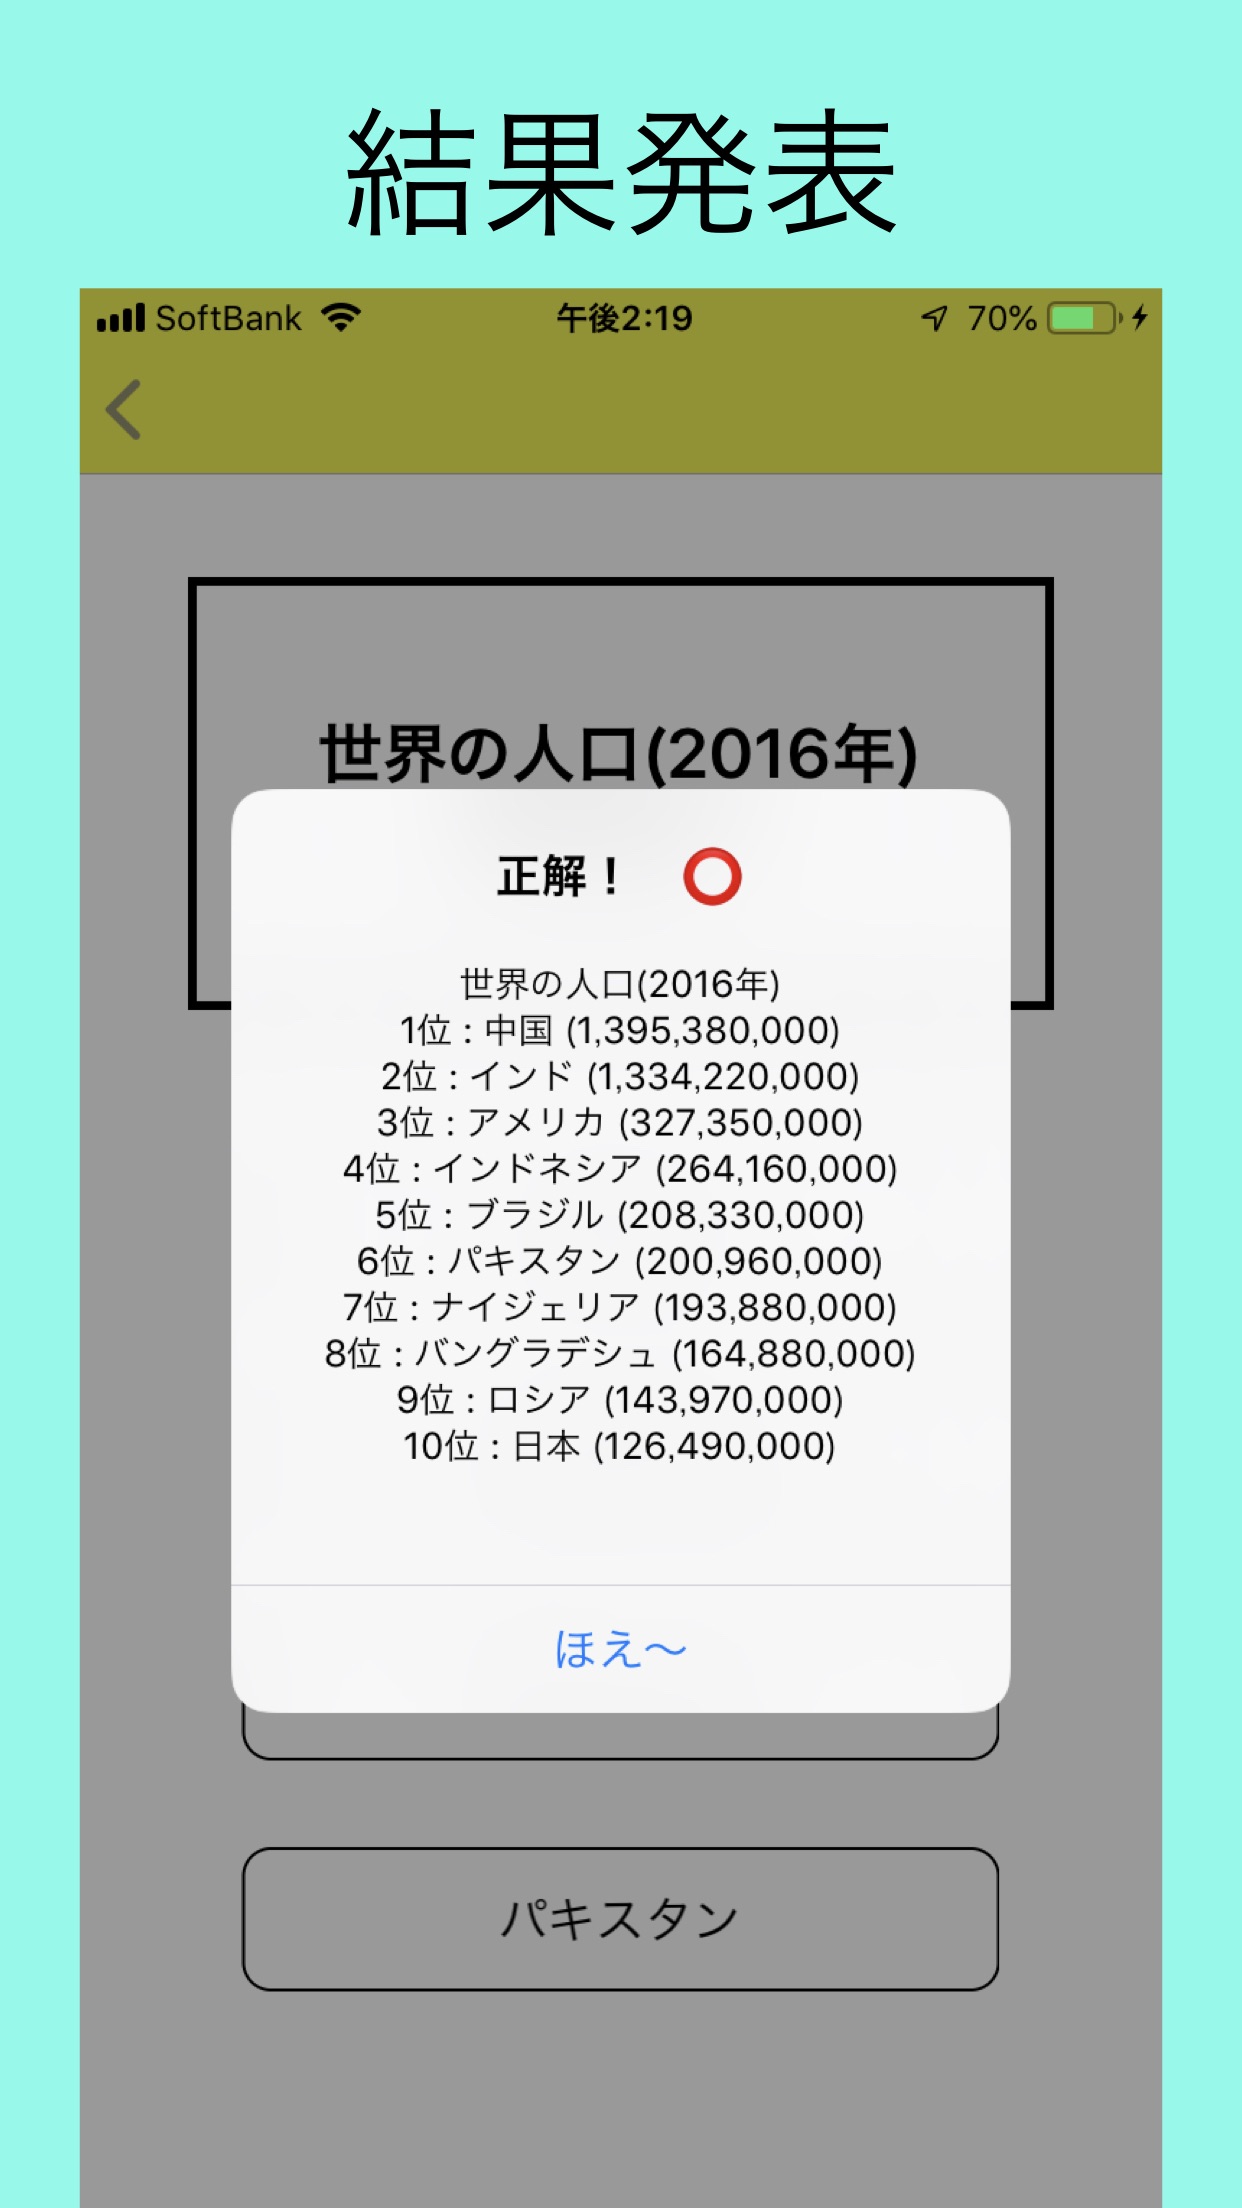 結果発表
SoftBank 午後2:19 70%
世界の人口(2016年)
正解！ ⭕
世界の人口(2016年)
1位：中国 (1,395,380,000)
2位：インド (1,334,220,000)
3位：アメリカ (327,350,000)
4位：インドネシア (264,160,000)
5位：ブラジル (208,330,000)
6位：パキスタン (200,960,000)
7位：ナイジェリア (193,880,000)
8位：バングラデシュ (164,880,000)
9位：ロシア (143,970,000)
10位：日本 (126,490,000)
ほえ〜
パキスタン